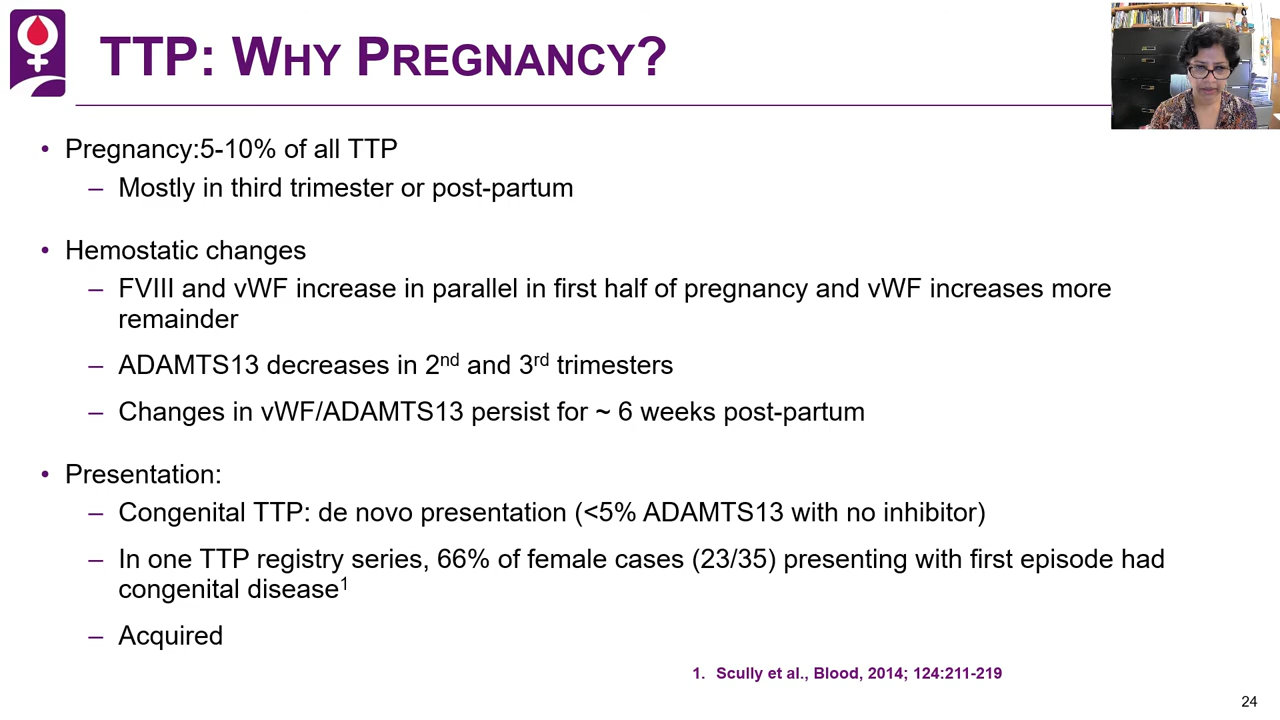 TTP: WHY PREGNANCY?
• Pregnancy:5-10% of all TTP
– Mostly in third trimester or post-partum
• Hemostatic changes
– FVIII and vWF increase in parallel in first half of pregnancy and vWF increases more
remainder
– ADAMTS13 decreases in 2nd and 3rd trimesters
– Changes in vWF/ADAMTS13 persist for ~ 6 weeks post-partum
• Presentation:
– Congenital TTP: de novo presentation (<5% ADAMTS13 with no inhibitor)
– In one TTP registry series, 66% of female cases (23/35) presenting with first episode had
congenital disease1
– Acquired
1. Scully et al., Blood, 2014; 124:211-219
24